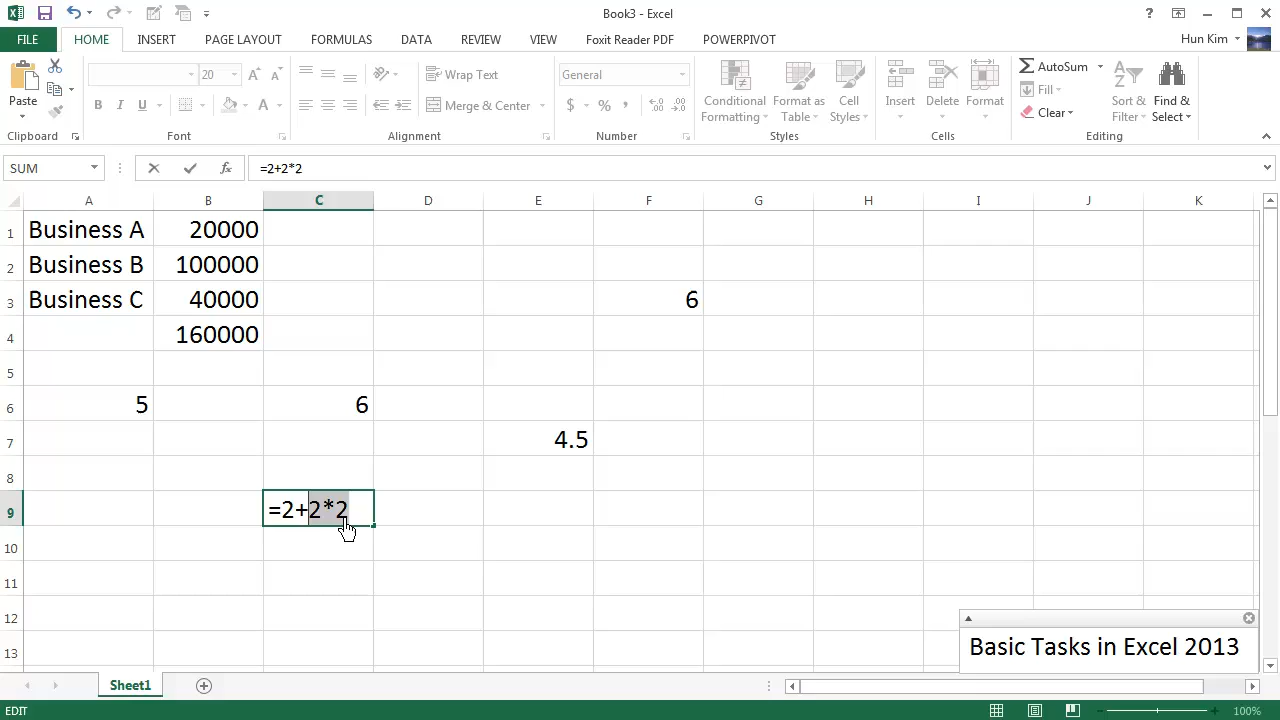 Book3 - Excel
FILE HOME INSERT PAGE LAYOUT FORMULAS DATA REVIEW VIEW Foxit Reader PDF POWERPIVOT Hun Kim
Paste
20
B I U A
Wrap Text
Merge & Center
General
$ % ,
Conditional Formatting
Format as Table
Cell Styles
Insert Delete Format
AutoSum
Fill
Clear
Sort & Filter
Find & Select
Clipboard Font Alignment Number Styles Cells Editing
SUM fx =2+2*2
A B C D E F G H I J K
1 Business A 20000
2 Business B 100000
3 Business C 40000 6
4 160000
5
6 5 6
7 4.5
8
9 =2+2*2
10
11
12
13
Basic Tasks in Excel 2013
Sheet1
EDIT 100%